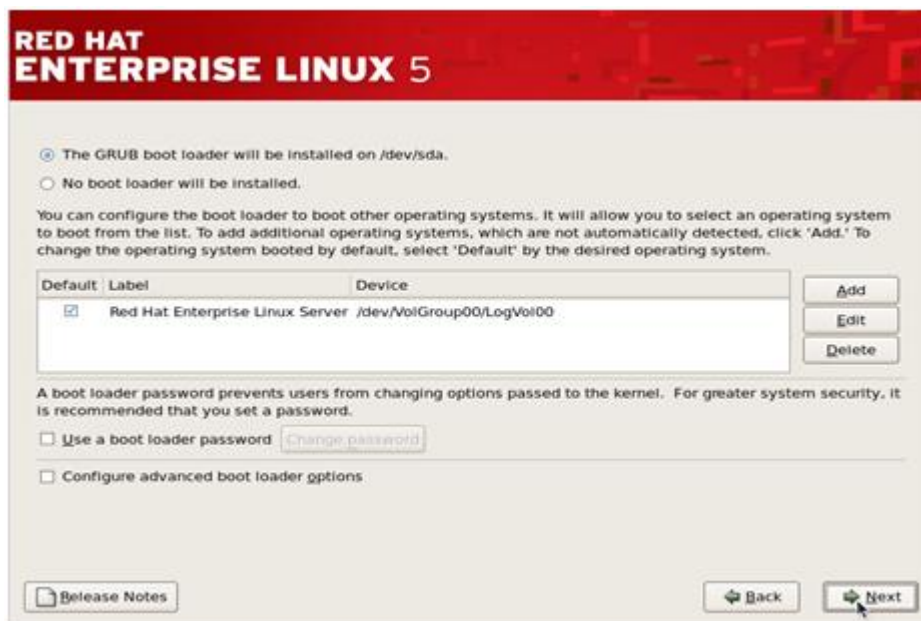 RED HAT
ENTERPRISE LINUX 5
The GRUB boot loader will be installed on /dev/sda.
No boot loader will be installed.
You can configure the boot loader to boot other operating systems. It will allow you to select an operating system
to boot from the list. To add additional operating systems, which are not automatically detected, click 'Add.' To
change the operating system booted by default, select 'Default' by the desired operating system.
Default Label Device
Red Hat Enterprise Linux Server /dev/VolGroup00/LogVol00
Add
Edit
Delete
A boot loader password prevents users from changing options passed to the kernel. For greater system security, it
is recommended that you set a password.
Use a boot loader password Change password
Configure advanced boot loader options
Release Notes Back Next